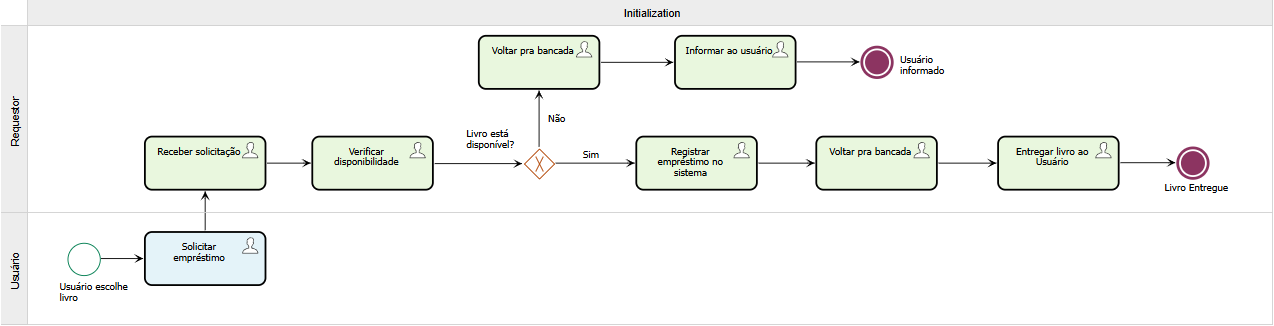 Initialization
Requestor
Voltar pra bancada
Informar ao usuário
Usuário
informado
Não
Livro está
disponível?
Sim
Receber solicitação
Verificar
disponibilidade
Registrar
empréstimo no
sistema
Voltar pra bancada
Entregar livro ao
Usuário
Livro Entregue
Usuário
Solicitar
empréstimo
Usuário escolhe
livro